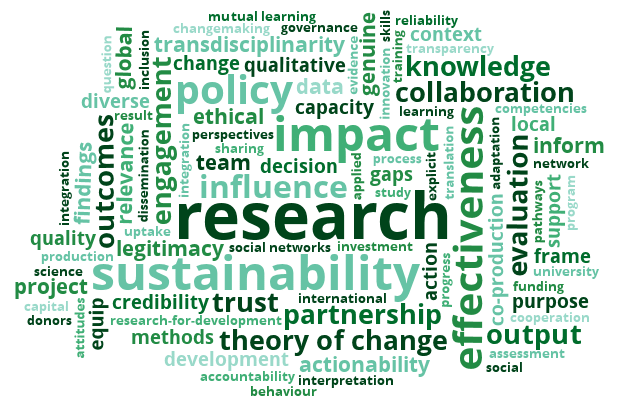 mutual learning
reliability
changemaking
governance
skills
context
transdisciplinarity
evidence
genuine
training
transparency
question
global
inclusion
change
qualitative
innovation
knowledge
policy
data
collaboration
diverse
engagement
capacity
learning
competencies
result
ethical
impact
effectiveness
local
outcomes
relevance
dissemination
perspectives
translation
adaptation
evaluation
inform
findings
integration
sharing
team
decision
process
applied
gaps
explicit
network
integration
influence
study
co-production
pathways
support
program
research
uptake
quality
legitimacy
social networks
investment
frame
production
science
sustainability
action
progress
university
project
funding
capital
attitudes
equip
credibility
trust
international
partnership
purpose
donors
research-for-development
cooperation
methods
theory of change
output
development
actionability
assessment
social
accountability
interpretation
behaviour